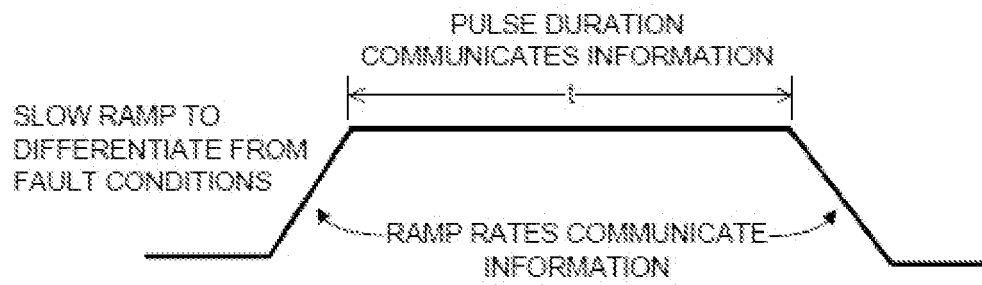 PULSE DURATION
COMMUNICATES INFORMATION
t
SLOW RAMP TO
DIFFERENTIATE FROM
FAULT CONDITIONS
RAMP RATES COMMUNICATE
INFORMATION